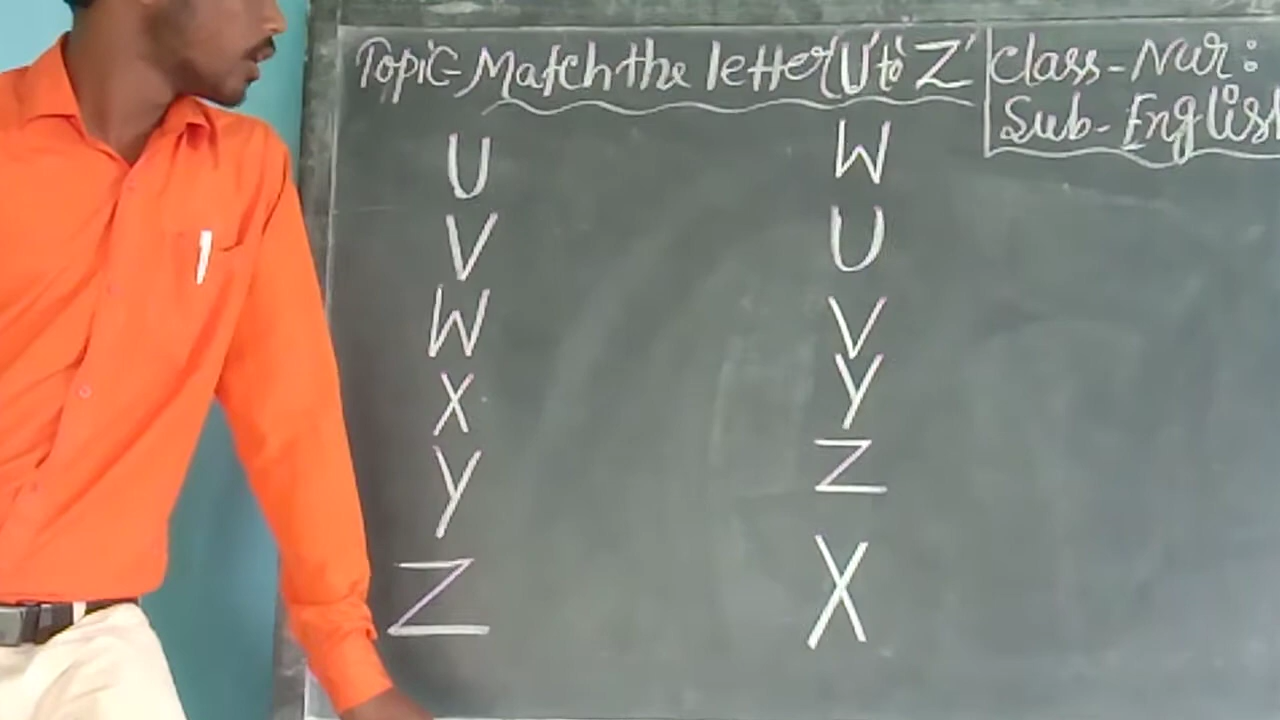 Topic- Match the letter 'U to Z' Class- Nur:
Sub- English
U W
V U
W V
X Y
Y Z
Z X